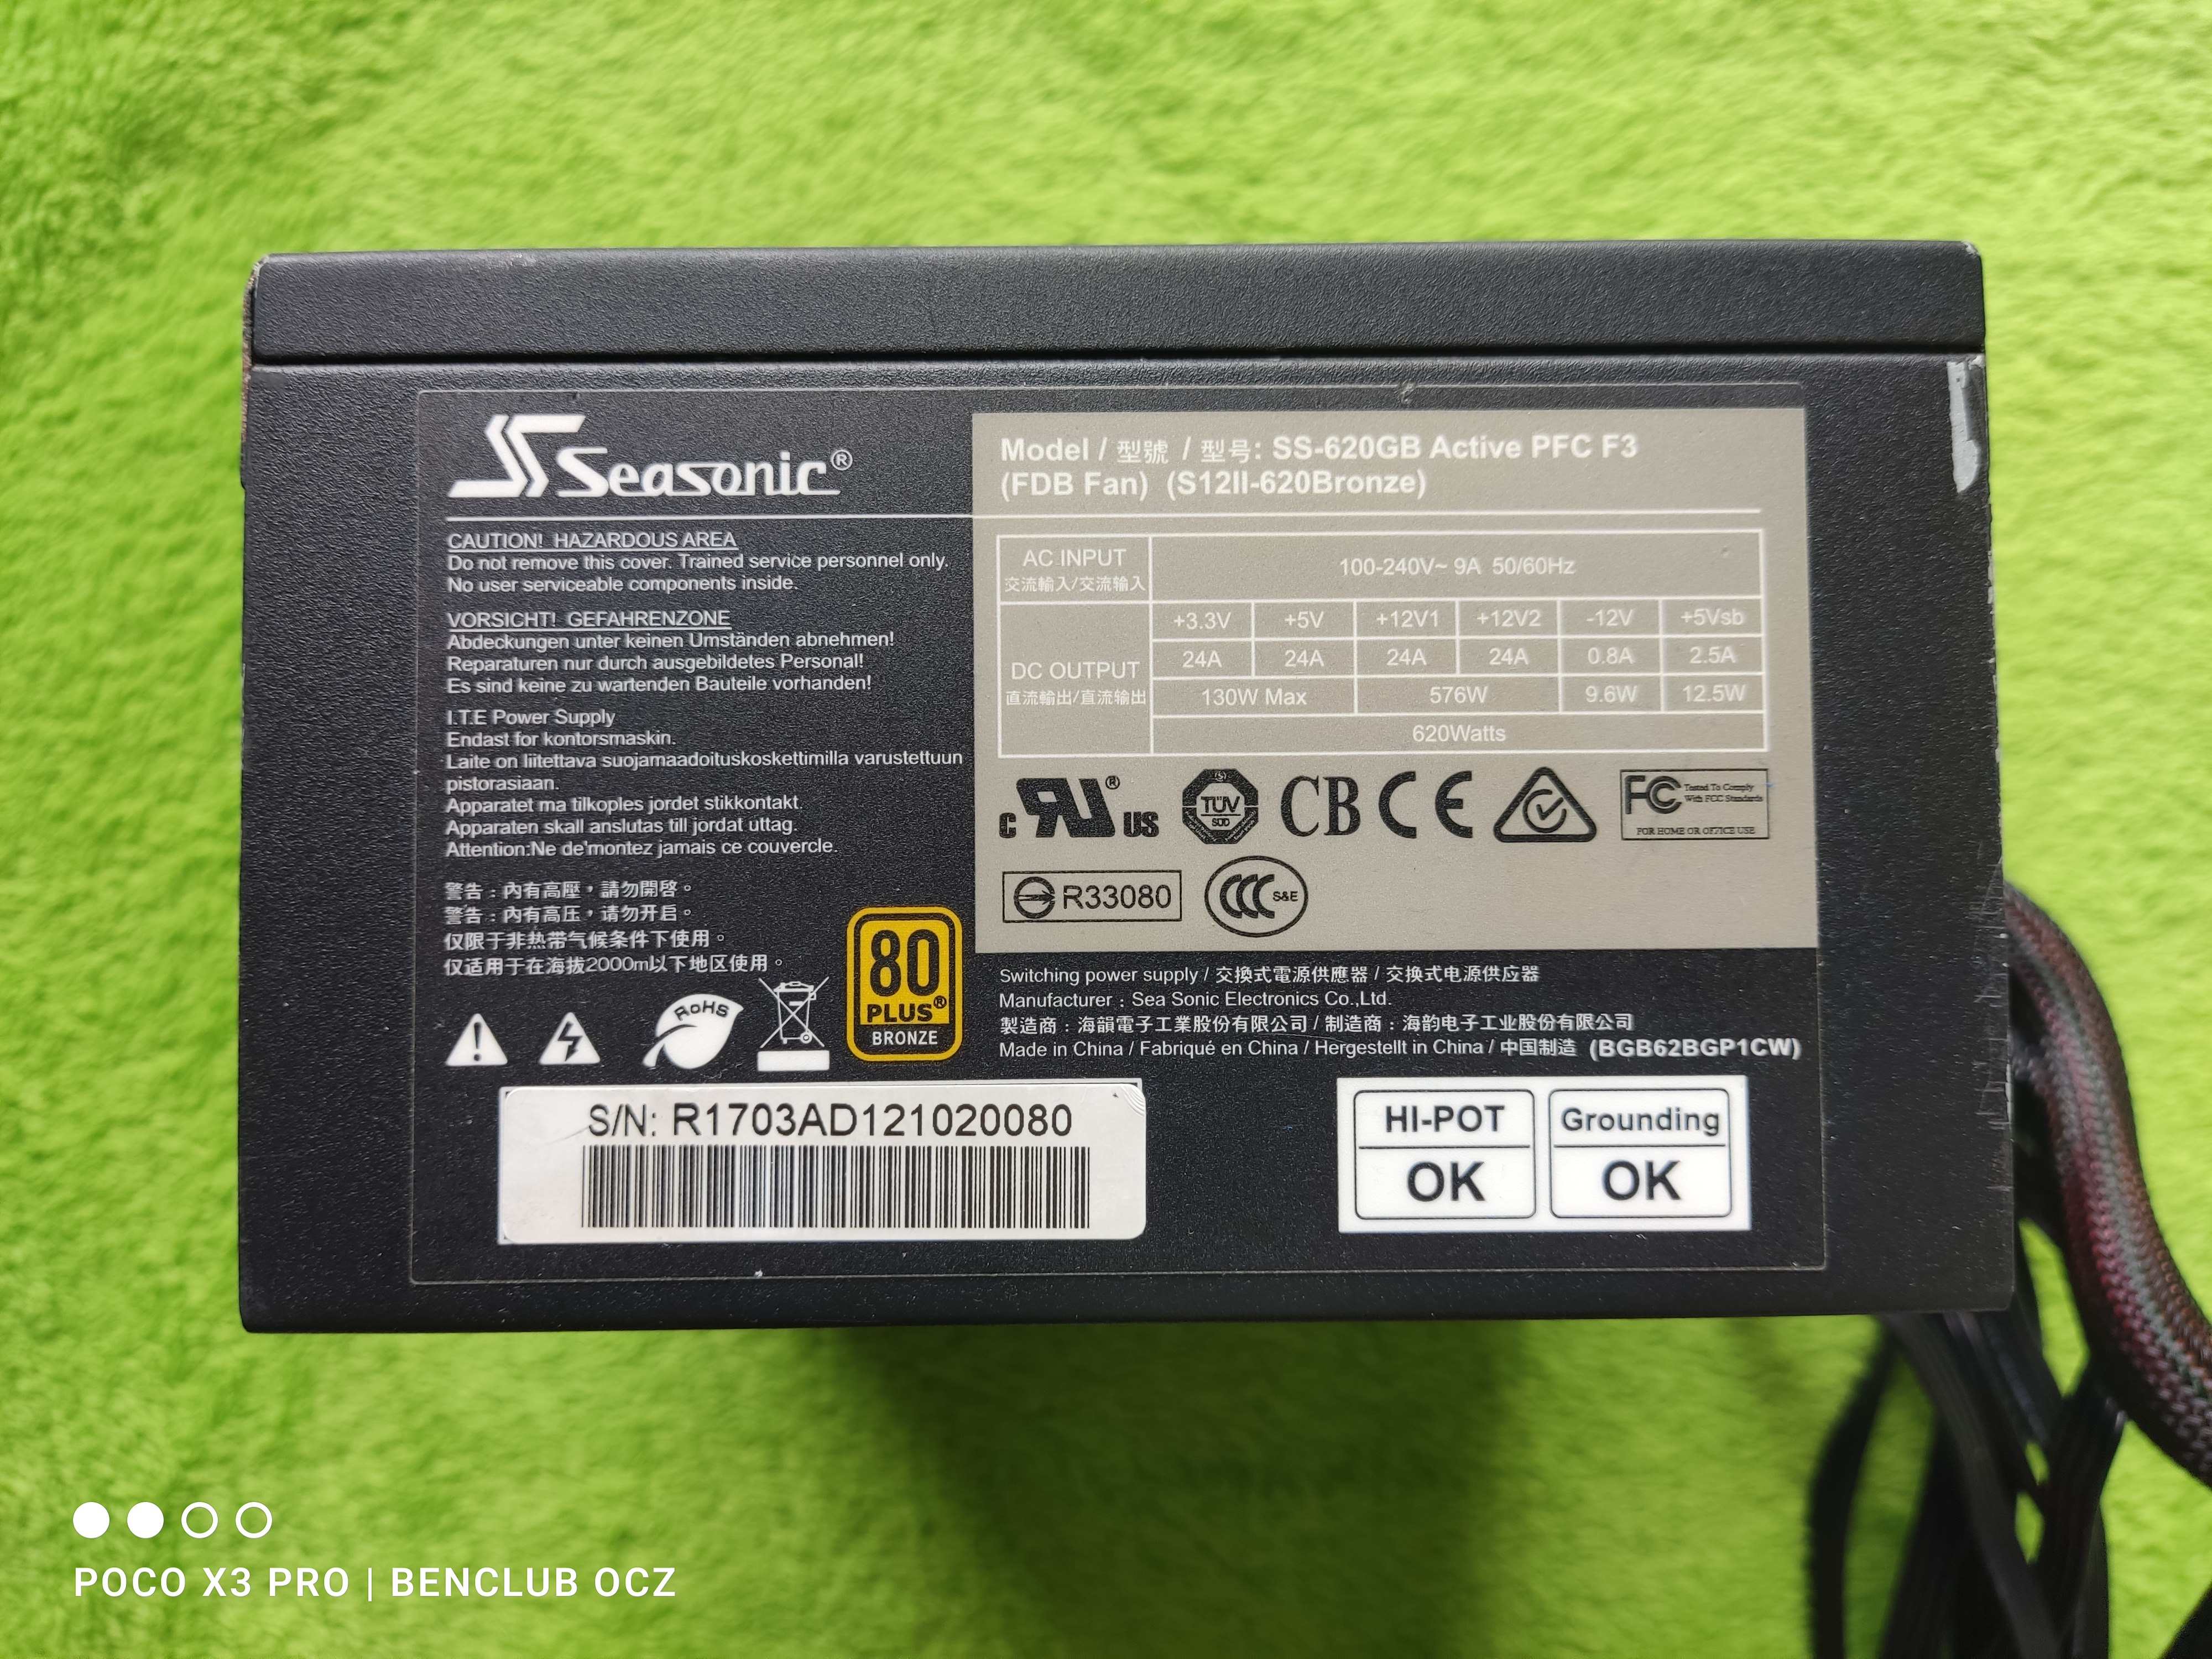 Seasonic®
CAUTION! HAZARDOUS AREA
Do not remove this cover. Trained service personnel only.
No user serviceable components inside.
VORSICHT! GEFAHRENZONE
Abdeckungen unter keinen Umständen abnehmen!
Reparaturen nur durch ausgebildetes Personal!
Es sind keine zu wartenden Bauteile vorhanden!
I.T.E Power Supply
Endast for kontorsmaskin.
Laite on liitettava suojamaadoituskoskettimilla varustettuun
pistorasiaan.
Apparatet ma tilkoples jordet stikkontakt.
Apparaten skall anslutas till jordat uttag.
Attention:Ne de'montez jamais ce couvercle.
警告：內有高壓，請勿開啓。
警告：内有高压，请勿开启。
仅限于非热带气候条件下使用。
仅适用于在海拔2000m以下地区使用。
RoHS
80
PLUS®
BRONZE
Model / 型號 / 型号: SS-620GB Active PFC F3
(FDB Fan) (S12II-620Bronze)
AC INPUT 100-240V~ 9A 50/60Hz
交流輸入/交流输入
+3.3V +5V +12V1 +12V2 -12V +5Vsb
24A 24A 24A 24A 0.8A 2.5A
DC OUTPUT
直流輸出/直流输出
130W Max 576W 9.6W 12.5W
620Watts
c RU® US TÜV SÜD CB CE FC Tested To Comply
With FCC Standards
FOR HOME OR OFFICE USE
R33080 CCC S&E
Switching power supply / 交換式電源供應器 / 交换式电源供应器
Manufacturer : Sea Sonic Electronics Co.,Ltd.
製造商：海韻電子工業股份有限公司 / 制造商：海韵电子工业股份有限公司
Made in China / Fabriqué en China / Hergestellt in China / 中国制造 (BGB62BGP1CW)
S/N: R1703AD121020080
HI-POT
OK
Grounding
OK
POCO X3 PRO | BENCLUB OCZ